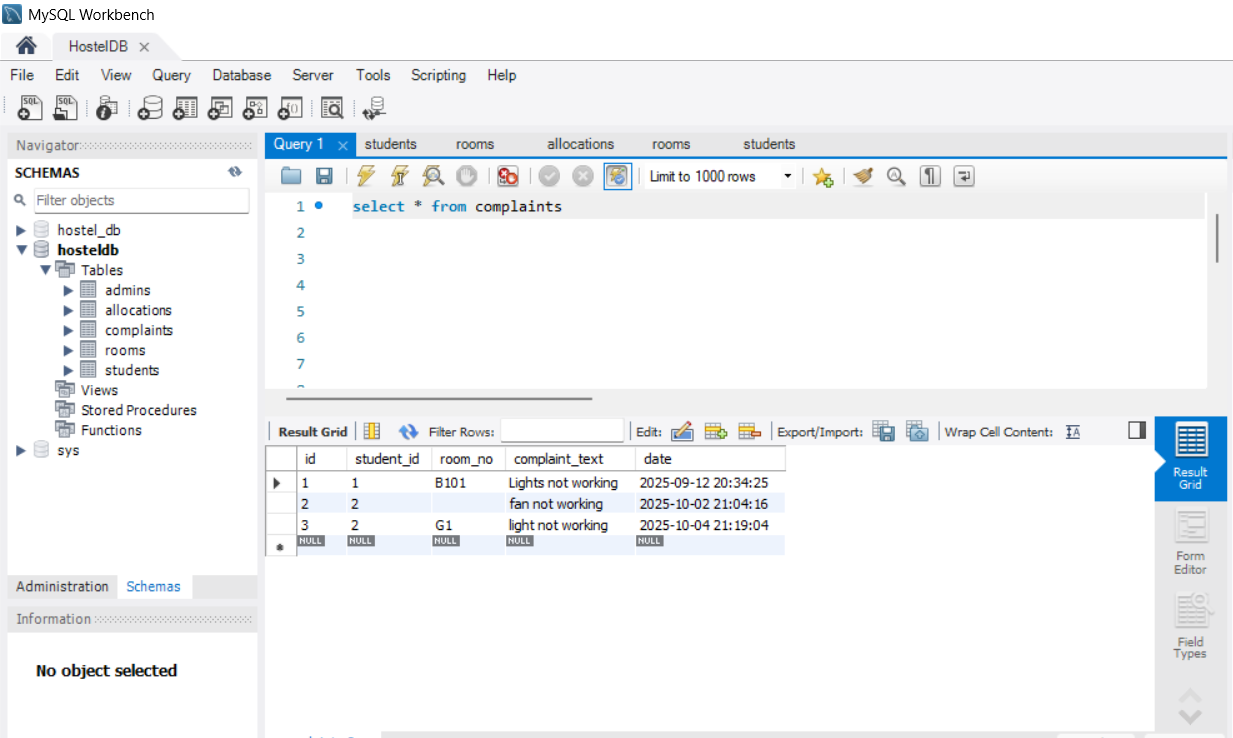 MySQL Workbench
HostelDB
File Edit View Query Database Server Tools Scripting Help
Navigator
SCHEMAS
Filter objects
hostel_db
hosteldb
Tables
admins
allocations
complaints
rooms
students
Views
Stored Procedures
Functions
sys
Administration Schemas
Information
No object selected
Query 1 students rooms allocations rooms students
Limit to 1000 rows
1 select * from complaints
2
3
4
5
6
7
Result Grid Filter Rows: Edit: Export/Import: Wrap Cell Content:
id student_id room_no complaint_text date
1 1 B101 Lights not working 2025-09-12 20:34:25
2 2 fan not working 2025-10-02 21:04:16
3 2 G1 light not working 2025-10-04 21:19:04
NULL NULL NULL NULL NULL
Result
Grid
Form
Editor
Field
Types